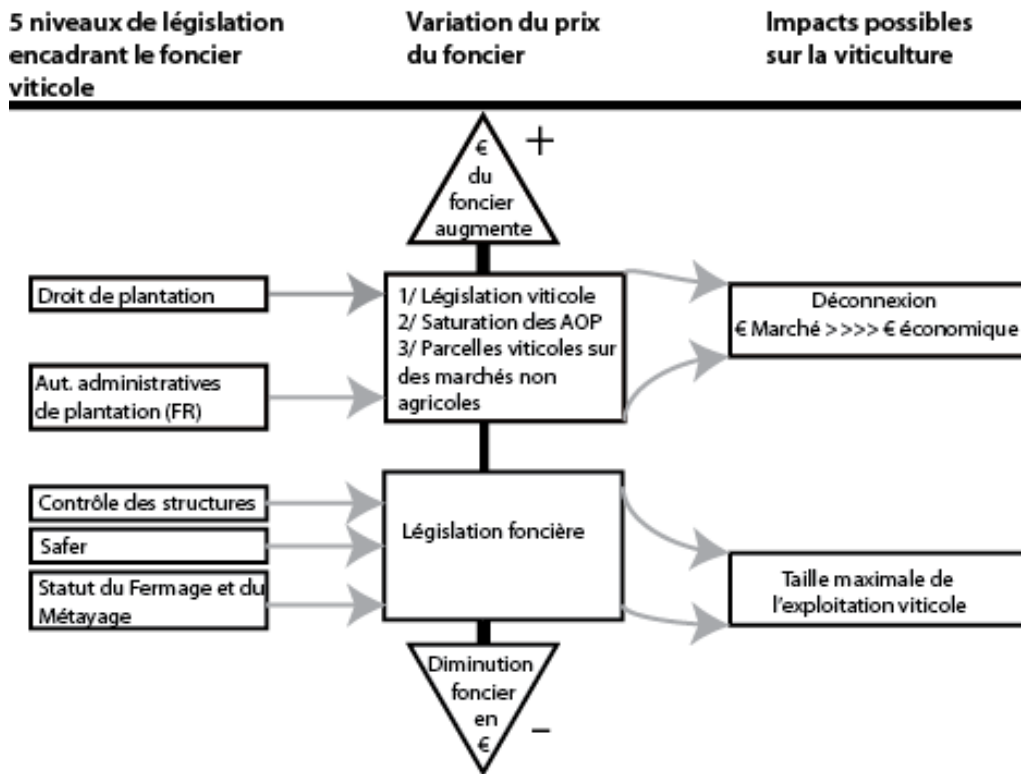 5 niveaux de législation
encadrant le foncier
viticole
Variation du prix
du foncier
Impacts possibles
sur la viticulture
€
du
foncier
augmente
+
Droit de plantation
Aut. administratives
de plantation (FR)
1/ Législation viticole
2/ Saturation des AOP
3/ Parcelles viticoles sur
des marchés non
agricoles
Déconnexion
€ Marché >>>> € économique
Contrôle des structures
Safer
Statut du Fermage et du
Métayage
Législation foncière
Taille maximale de
l'exploitation viticole
Diminution
foncier
en
€
–